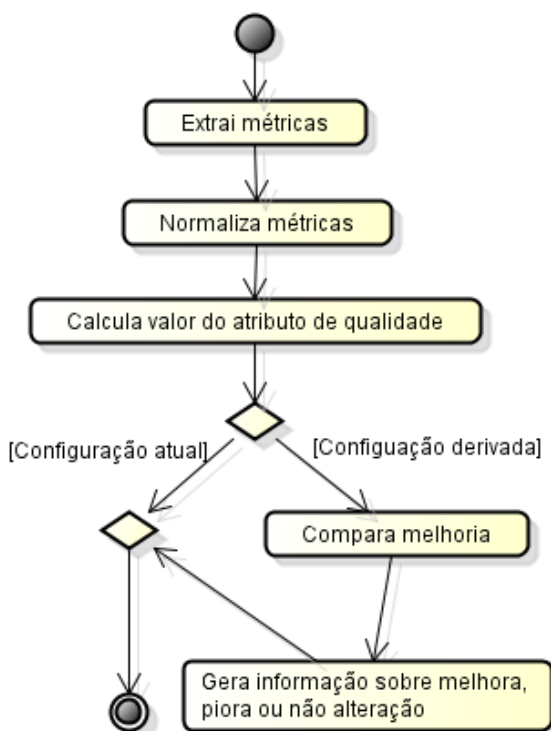 Extrai métricas
Normaliza métricas
Calcula valor do atributo de qualidade
[Configuração atual]
[Configuação derivada]
Compara melhoria
Gera informação sobre melhora,
piora ou não alteração